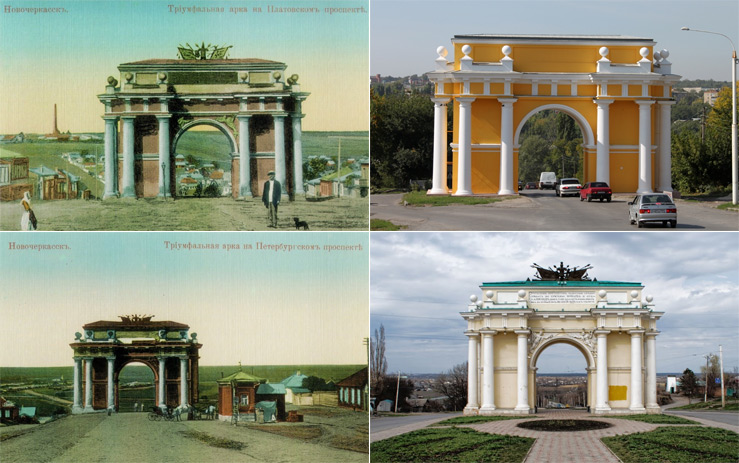 Новочеркасскъ.
Тріумфальная арка на Платовскомъ проспектѣ.
Новочеркасскъ.
Тріумфальная арка на Петербургскомъ проспектѣ